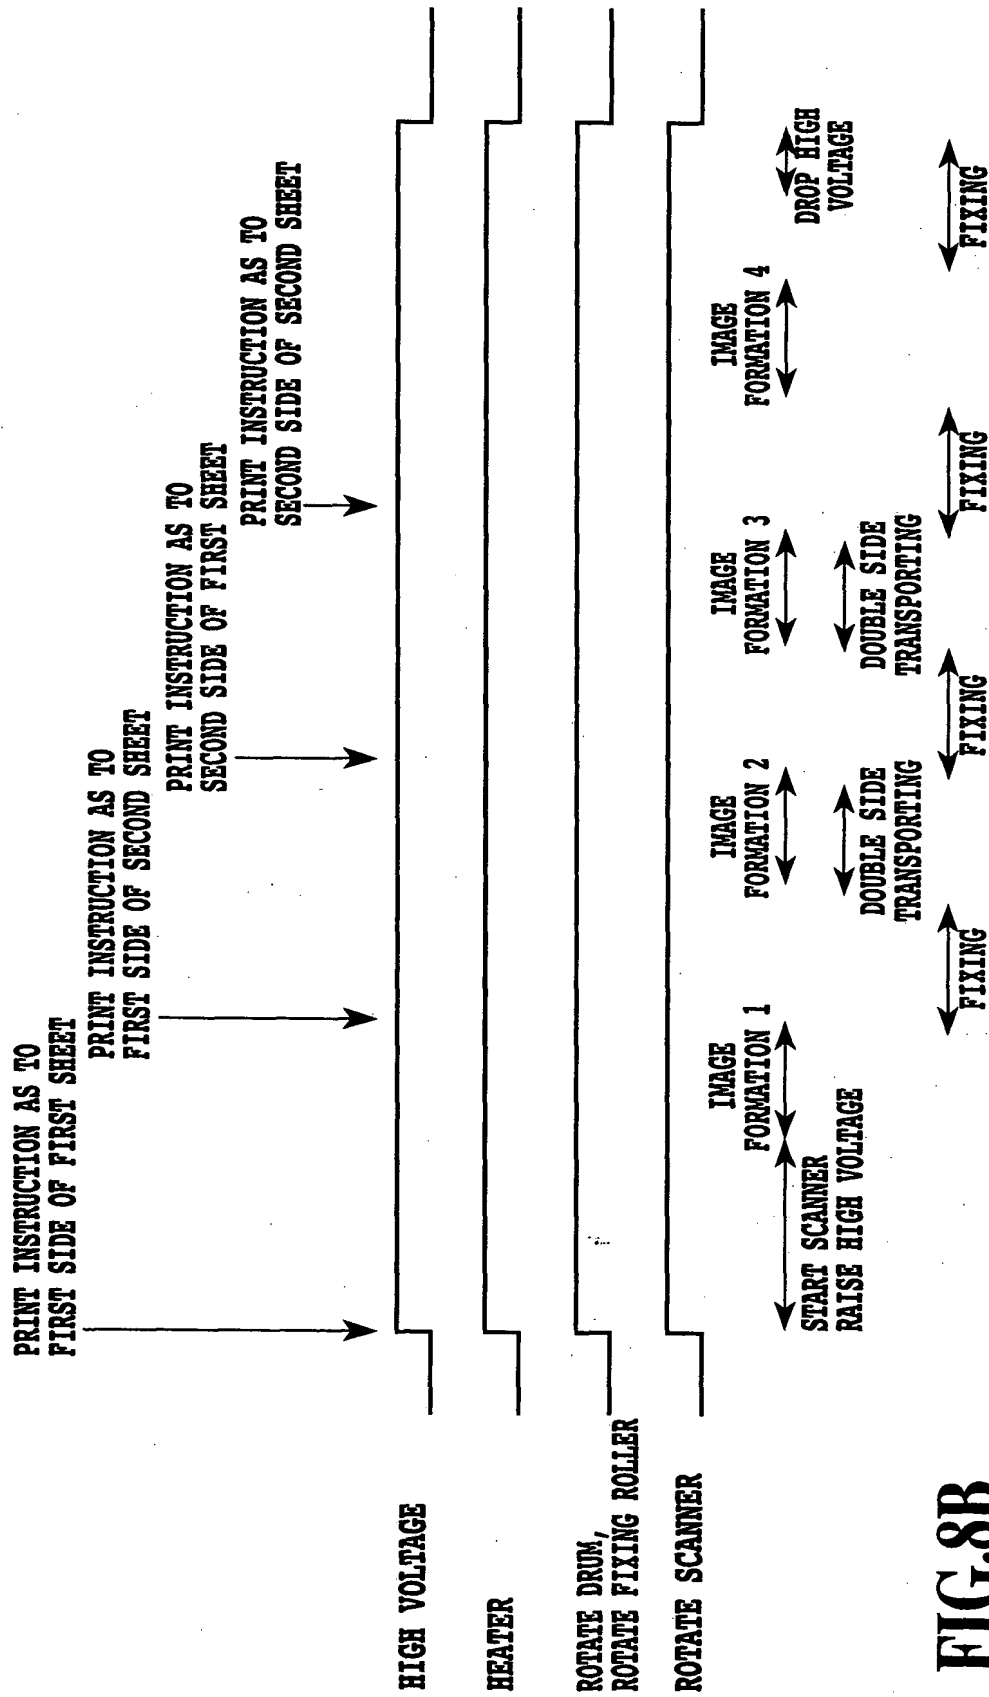 PRINT INSTRUCTION AS TO
FIRST SIDE OF FIRST SHEET
PRINT INSTRUCTION AS TO
FIRST SIDE OF SECOND SHEET
PRINT INSTRUCTION AS TO
SECOND SIDE OF FIRST SHEET
PRINT INSTRUCTION AS TO
SECOND SIDE OF SECOND SHEET
HIGH VOLTAGE
HEATER
ROTATE DRUM,
ROTATE FIXING ROLLER
ROTATE SCANNER
IMAGE
FORMATION 1
IMAGE
FORMATION 2
IMAGE
FORMATION 3
IMAGE
FORMATION 4
START SCANNER
RAISE HIGH VOLTAGE
DROP HIGH
VOLTAGE
DOUBLE SIDE
TRANSPORTING
DOUBLE SIDE
TRANSPORTING
FIXING
FIXING
FIXING
FIXING
FIG.8B